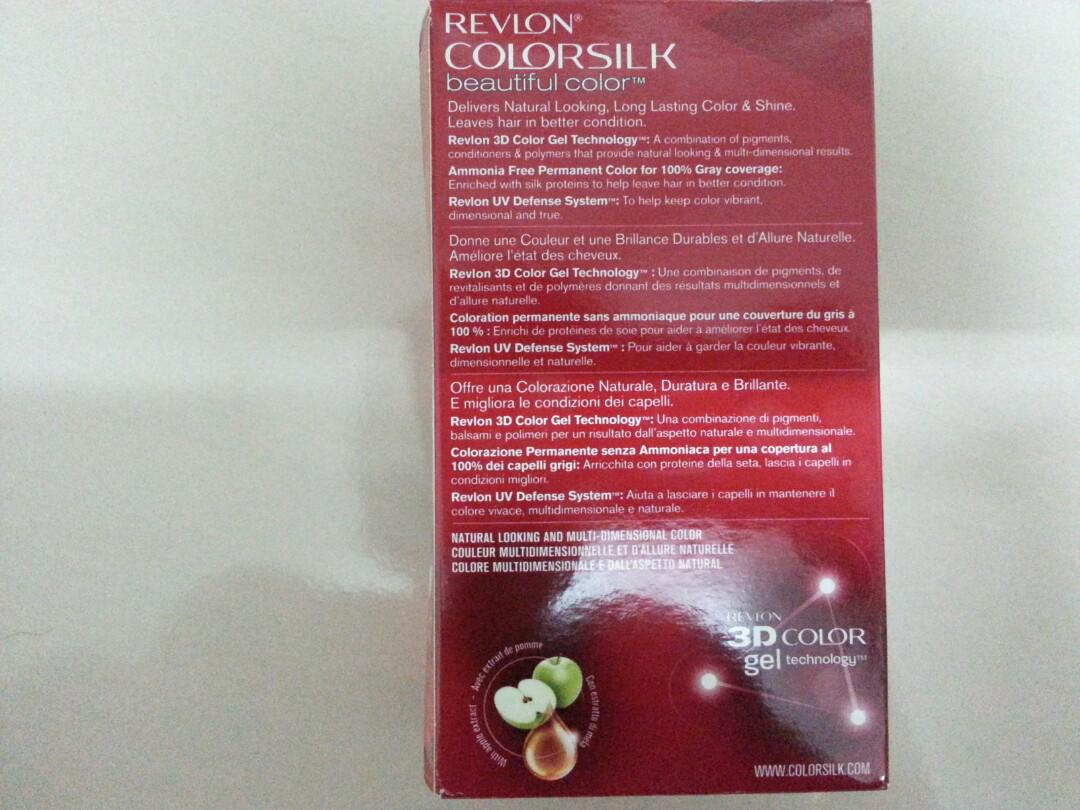 REVLON®
COLORSILK
beautiful color™
Delivers Natural Looking, Long Lasting Color & Shine.
Leaves hair in better condition.
Revlon 3D Color Gel Technology™: A combination of pigments,
conditioners & polymers that provide natural looking & multi-dimensional results.
Ammonia Free Permanent Color for 100% Gray coverage:
Enriched with silk proteins to help leave hair in better condition.
Revlon UV Defense System™: To help keep color vibrant,
dimensional and true.
Donne une Couleur et une Brillance Durables et d'Allure Naturelle.
Améliore l'état des cheveux.
Revlon 3D Color Gel Technology™ : Une combinaison de pigments, de
revitalisants et de polymères donnant des résultats multidimensionnels et
d'allure naturelle.
Coloration permanente sans ammoniaque pour une couverture du gris à
100 % : Enrichi de protéines de soie pour aider à améliorer l'état des cheveux.
Revlon UV Defense System™ : Pour aider à garder la couleur vibrante,
dimensionnelle et naturelle.
Offre una Colorazione Naturale, Duratura e Brillante.
E migliora le condizioni dei capelli.
Revlon 3D Color Gel Technology™: Una combinazione di pigmenti,
balsami e polimeri per un risultato dall'aspetto naturale e multidimensionale.
Colorazione Permanente senza Ammoniaca per una copertura al
100% dei capelli grigi: Arricchita con proteine della seta, lascia i capelli in
condizioni migliori.
Revlon UV Defense System™: Aiuta a lasciare i capelli in mantenere il
colore vivace, multidimensionale e naturale.
NATURAL LOOKING AND MULTI-DIMENSIONAL COLOR
COULEUR MULTIDIMENSIONNELLE ET D'ALLURE NATURELLE
COLORE MULTIDIMENSIONALE E DALL'ASPETTO NATURAL
REVLON
3D COLOR
gel technology™
With apple extract - Avec extrait de pomme
Con estratto di mela
WWW.COLORSILK.COM